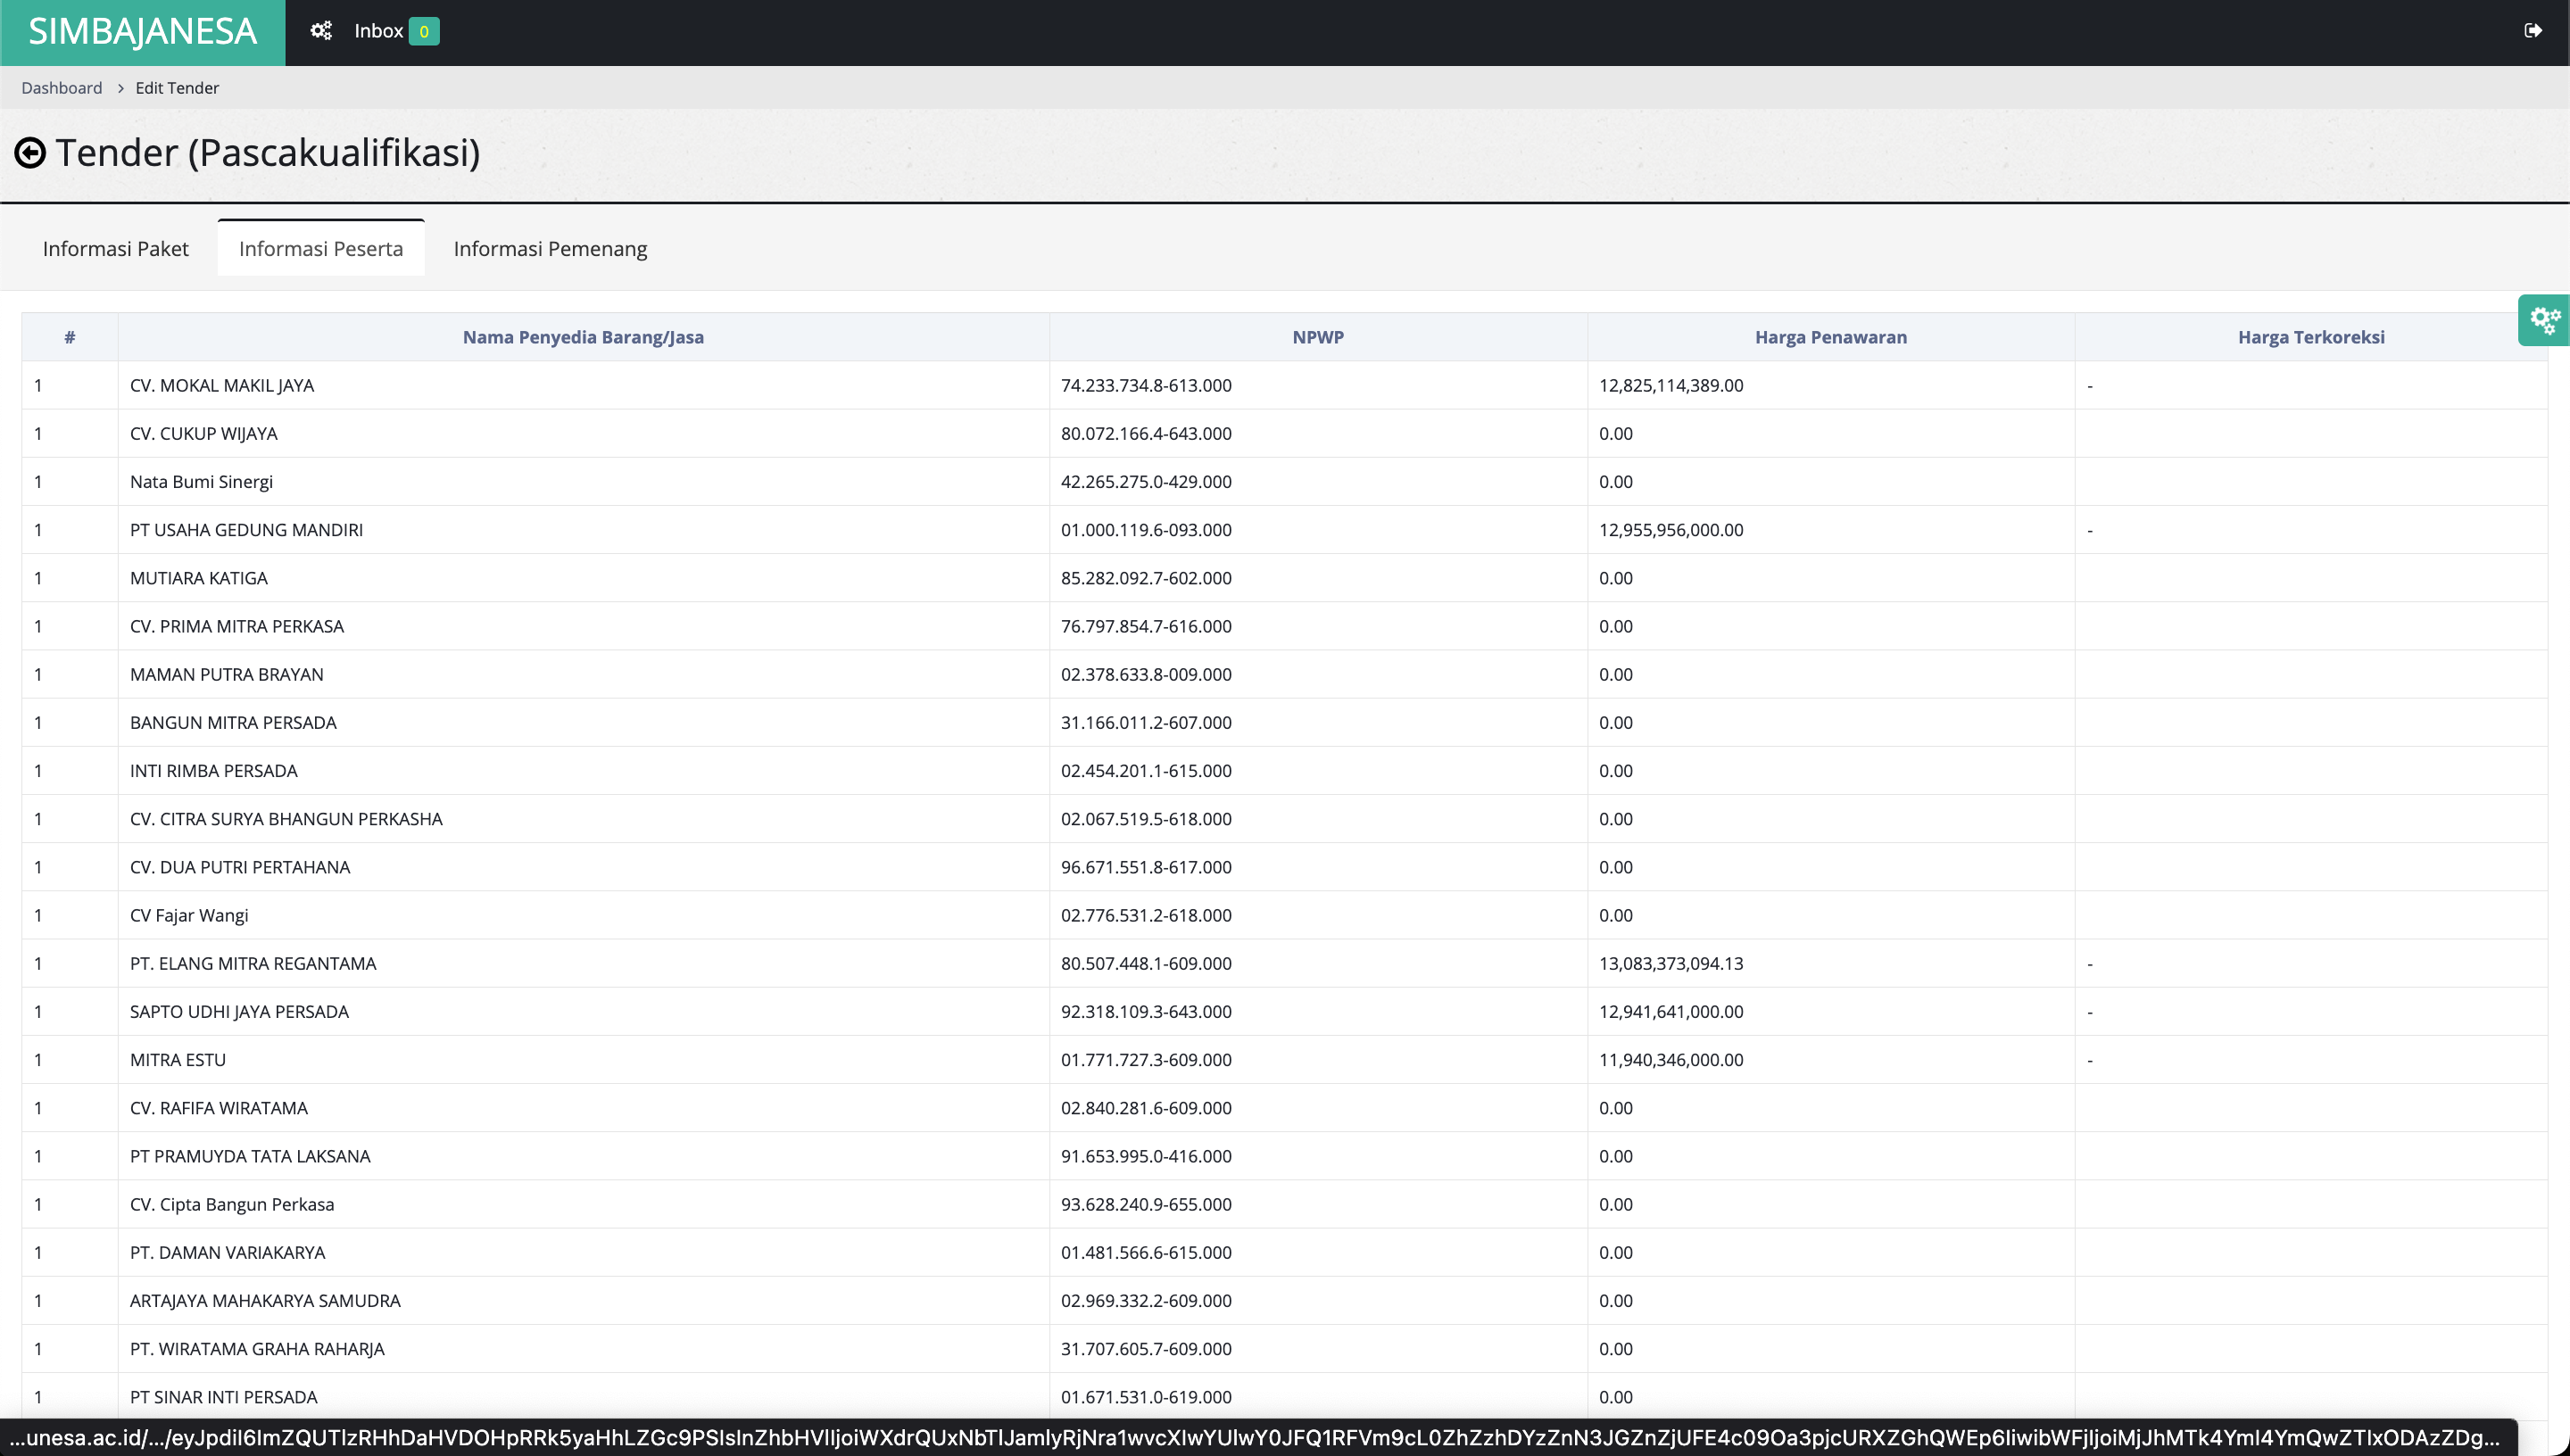 SIMBAJANESA Inbox 0
Dashboard > Edit Tender
Tender (Pascakualifikasi)
Informasi Paket Informasi Peserta Informasi Pemenang
# Nama Penyedia Barang/Jasa NPWP Harga Penawaran Harga Terkoreksi
1 CV. MOKAL MAKIL JAYA 74.233.734.8-613.000 12,825,114,389.00 -
1 CV. CUKUP WIJAYA 80.072.166.4-643.000 0.00
1 Nata Bumi Sinergi 42.265.275.0-429.000 0.00
1 PT USAHA GEDUNG MANDIRI 01.000.119.6-093.000 12,955,956,000.00 -
1 MUTIARA KATIGA 85.282.092.7-602.000 0.00
1 CV. PRIMA MITRA PERKASA 76.797.854.7-616.000 0.00
1 MAMAN PUTRA BRAYAN 02.378.633.8-009.000 0.00
1 BANGUN MITRA PERSADA 31.166.011.2-607.000 0.00
1 INTI RIMBA PERSADA 02.454.201.1-615.000 0.00
1 CV. CITRA SURYA BHANGUN PERKASHA 02.067.519.5-618.000 0.00
1 CV. DUA PUTRI PERTAHANA 96.671.551.8-617.000 0.00
1 CV Fajar Wangi 02.776.531.2-618.000 0.00
1 PT. ELANG MITRA REGANTAMA 80.507.448.1-609.000 13,083,373,094.13 -
1 SAPTO UDHI JAYA PERSADA 92.318.109.3-643.000 12,941,641,000.00 -
1 MITRA ESTU 01.771.727.3-609.000 11,940,346,000.00 -
1 CV. RAFIFA WIRATAMA 02.840.281.6-609.000 0.00
1 PT PRAMUYDA TATA LAKSANA 91.653.995.0-416.000 0.00
1 CV. Cipta Bangun Perkasa 93.628.240.9-655.000 0.00
1 PT. DAMAN VARIAKARYA 01.481.566.6-615.000 0.00
1 ARTAJAYA MAHAKARYA SAMUDRA 02.969.332.2-609.000 0.00
1 PT. WIRATAMA GRAHA RAHARJA 31.707.605.7-609.000 0.00
1 PT SINAR INTI PERSADA 01.671.531.0-619.000 0.00
...unesa.ac.id/.../